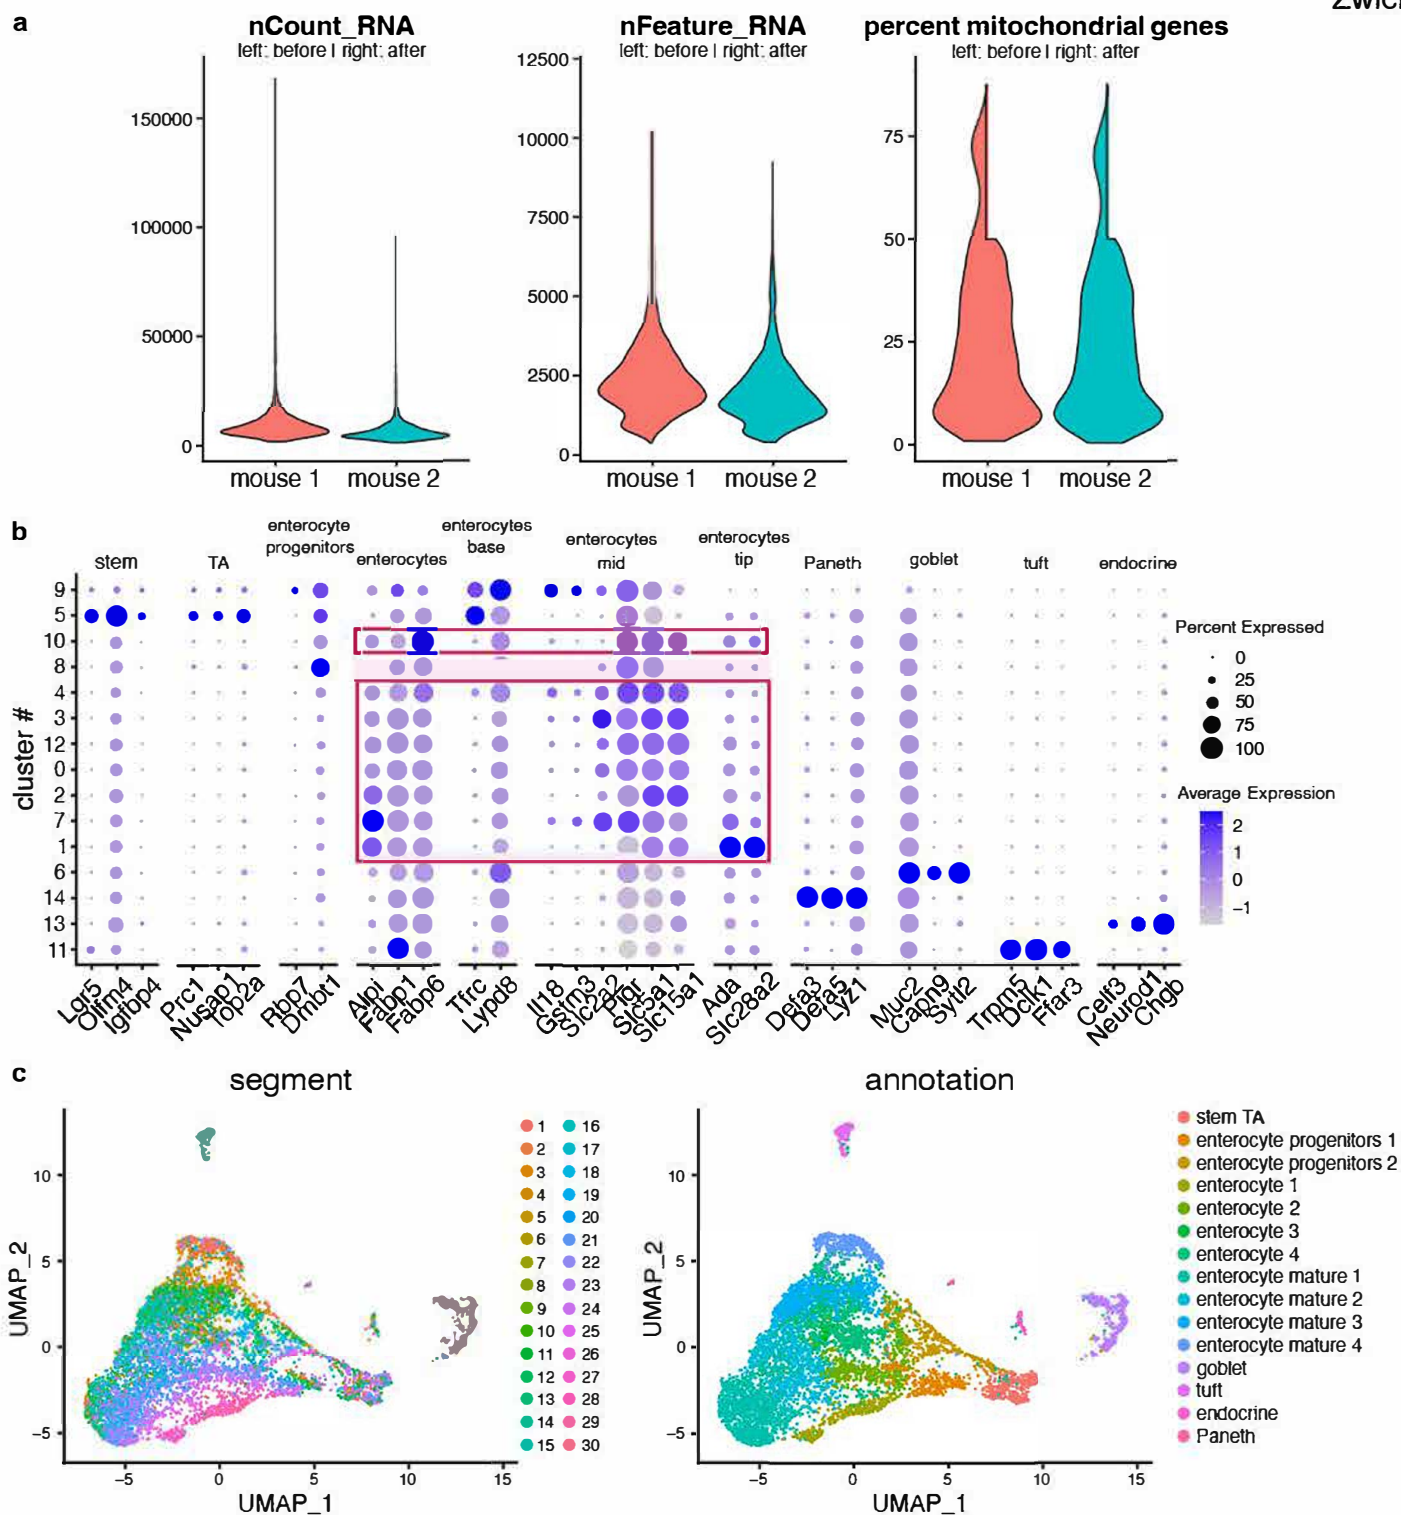 a
nCount_RNA
left: before | right: after
150000
100000
50000
0
mouse 1
mouse 2
nFeature_RNA
left: before | right: after
12500
10000
7500
5000
2500
0
mouse 1
mouse 2
percent mitochondrial genes
left: before | right: after
75
50
25
0
mouse 1
mouse 2
b
stem
TA
enterocyte
progenitors
enterocytes
enterocytes
base
enterocytes
mid
enterocytes
tip
Paneth
goblet
tuft
endocrine
cluster #
9
5
10
8
4
3
12
0
2
7
1
6
14
13
11
Lgr5
Olfm4
Igfbp4
Prc1
Nusap1
Top2a
Rbp7
Dmbt1
Alpi
Fabp1
Fabp6
Tfrc
Lypd8
Il18
Gstm3
Slc2a2
Pigr
Slc5a1
Slc15a1
Ada
Slc28a2
Defa3
Defa5
Lyz1
Muc2
Capn9
Sytl2
Trpm5
Dclk1
Ffar3
Celf3
Neurod1
Chgb
Percent Expressed
0
25
50
75
100
Average Expression
2
1
0
−1
c
segment
UMAP_2
10
5
0
−5
−5
0
5
10
15
UMAP_1
1
2
3
4
5
6
7
8
9
10
11
12
13
14
15
16
17
18
19
20
21
22
23
24
25
26
27
28
29
30
annotation
UMAP_2
10
5
0
−5
−5
0
5
10
15
UMAP_1
stem TA
enterocyte progenitors 1
enterocyte progenitors 2
enterocyte 1
enterocyte 2
enterocyte 3
enterocyte 4
enterocyte mature 1
enterocyte mature 2
enterocyte mature 3
enterocyte mature 4
goblet
tuft
endocrine
Paneth